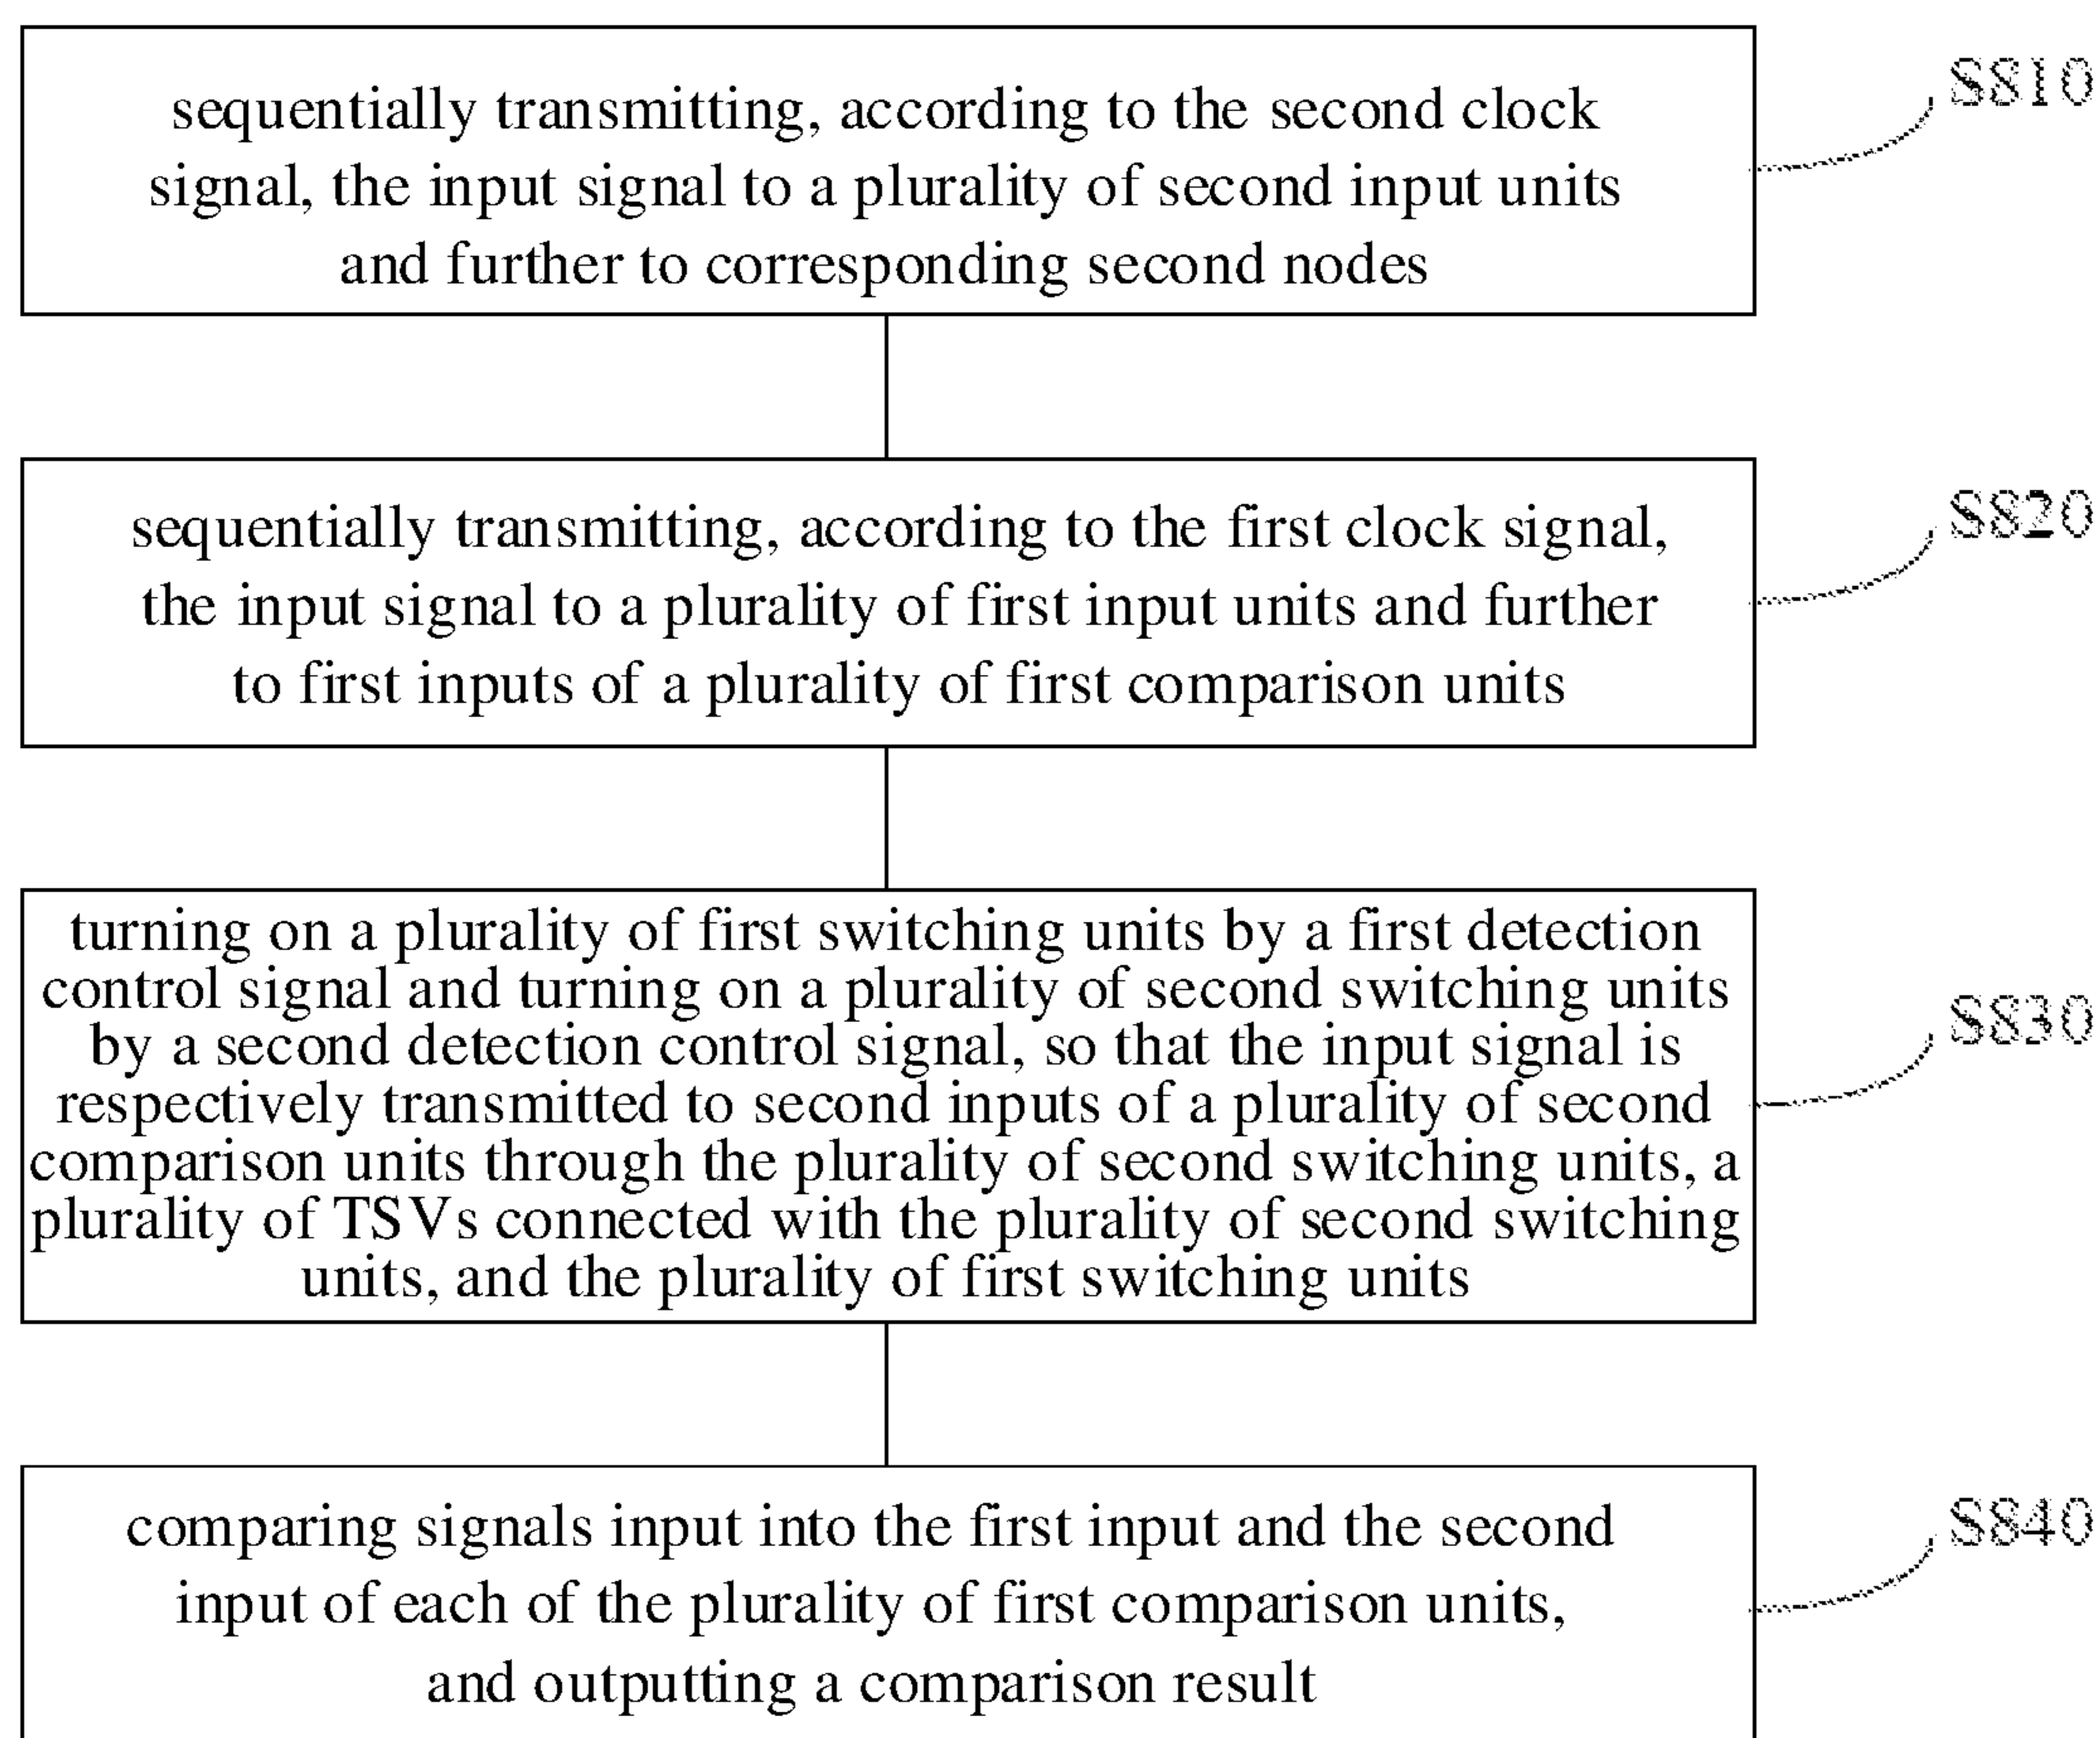 sequentially transmitting, according to the second clock
signal, the input signal to a plurality of second input units
and further to corresponding second nodes
S810
sequentially transmitting, according to the first clock signal,
the input signal to a plurality of first input units and further
to first inputs of a plurality of first comparison units
S820
turning on a plurality of first switching units by a first detection
control signal and turning on a plurality of second switching units
by a second detection control signal, so that the input signal is
respectively transmitted to second inputs of a plurality of second
comparison units through the plurality of second switching units, a
plurality of TSVs connected with the plurality of second switching
units, and the plurality of first switching units
S830
comparing signals input into the first input and the second
input of each of the plurality of first comparison units,
and outputting a comparison result
S840